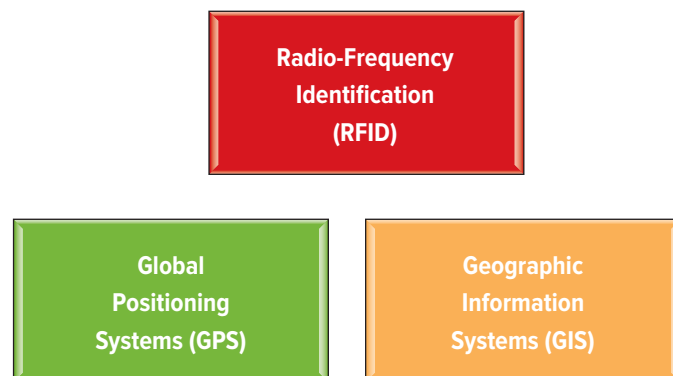 Radio-Frequency
Identification
(RFID)
Global
Positioning
Systems (GPS)
Geographic
Information
Systems (GIS)